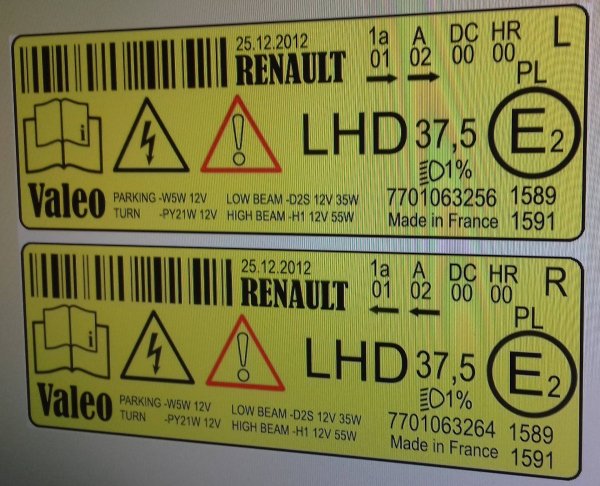 25.12.2012 1a A DC HR L
RENAULT 01 02 00 00
PL
LHD 37,5 E2
1%
Valeo PARKING -W5W 12V LOW BEAM -D2S 12V 35W 7701063256 1589
TURN -PY21W 12V HIGH BEAM -H1 12V 55W Made in France 1591
25.12.2012 1a A DC HR R
RENAULT 01 02 00 00
PL
LHD 37,5 E2
1%
Valeo PARKING -W5W 12V LOW BEAM -D2S 12V 35W 7701063264 1589
TURN -PY21W 12V HIGH BEAM -H1 12V 55W Made in France 1591